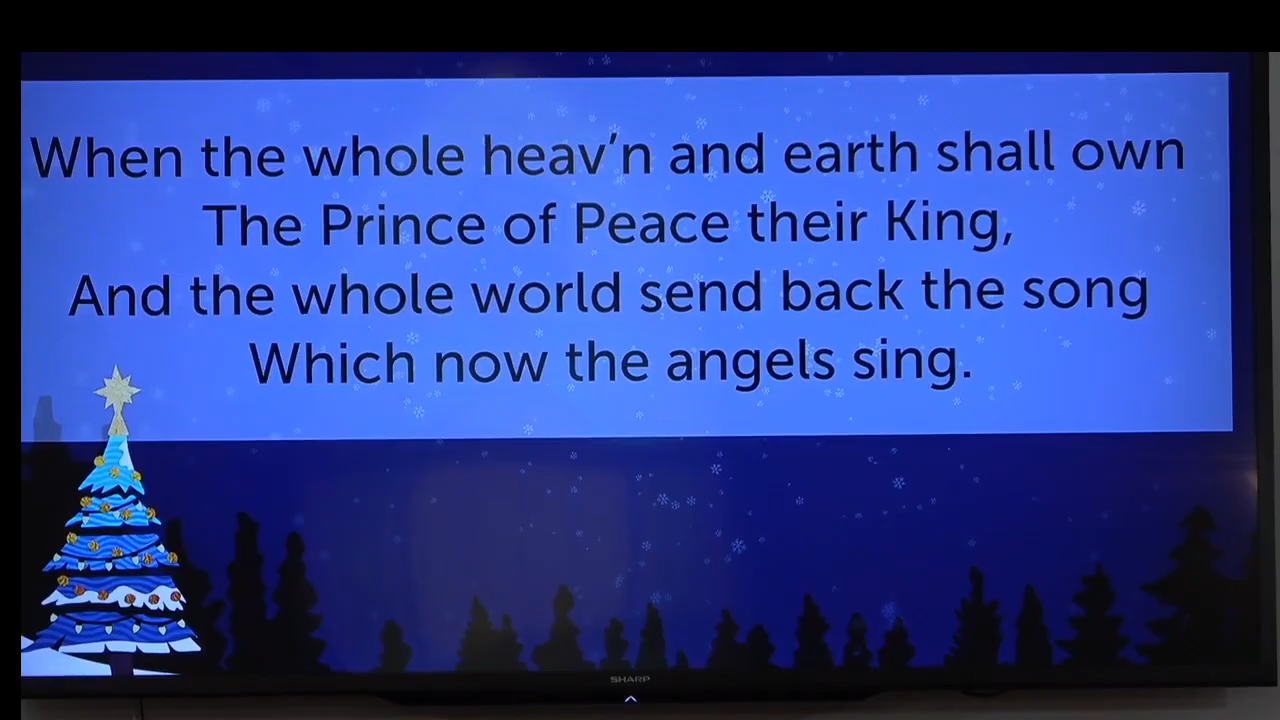 When the whole heav'n and earth shall own
The Prince of Peace their King,
And the whole world send back the song
Which now the angels sing.
SHARP